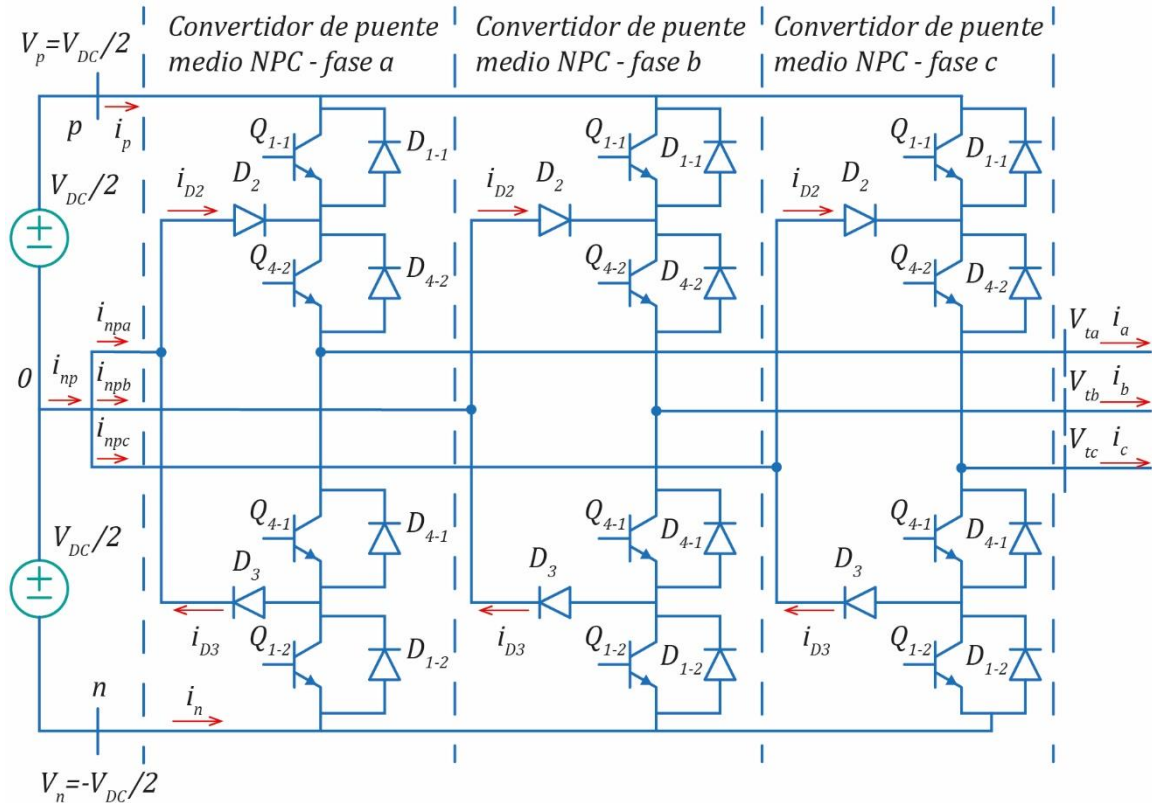 Convertidor de puente
medio NPC - fase a
Convertidor de puente
medio NPC - fase b
Convertidor de puente
medio NPC - fase c
V_p=V_DC/2
p
i_p
V_DC/2
0
i_np
i_npa
i_npb
i_npc
V_DC/2
n
i_n
V_n=-V_DC/2
Q_1-1
D_1-1
i_D2
D_2
Q_4-2
D_4-2
Q_4-1
D_4-1
D_3
i_D3
Q_1-2
D_1-2
Q_1-1
D_1-1
i_D2
D_2
Q_4-2
D_4-2
Q_4-1
D_4-1
D_3
i_D3
Q_1-2
D_1-2
Q_1-1
D_1-1
i_D2
D_2
Q_4-2
D_4-2
Q_4-1
D_4-1
D_3
i_D3
Q_1-2
D_1-2
V_ta i_a
V_tb i_b
V_tc i_c